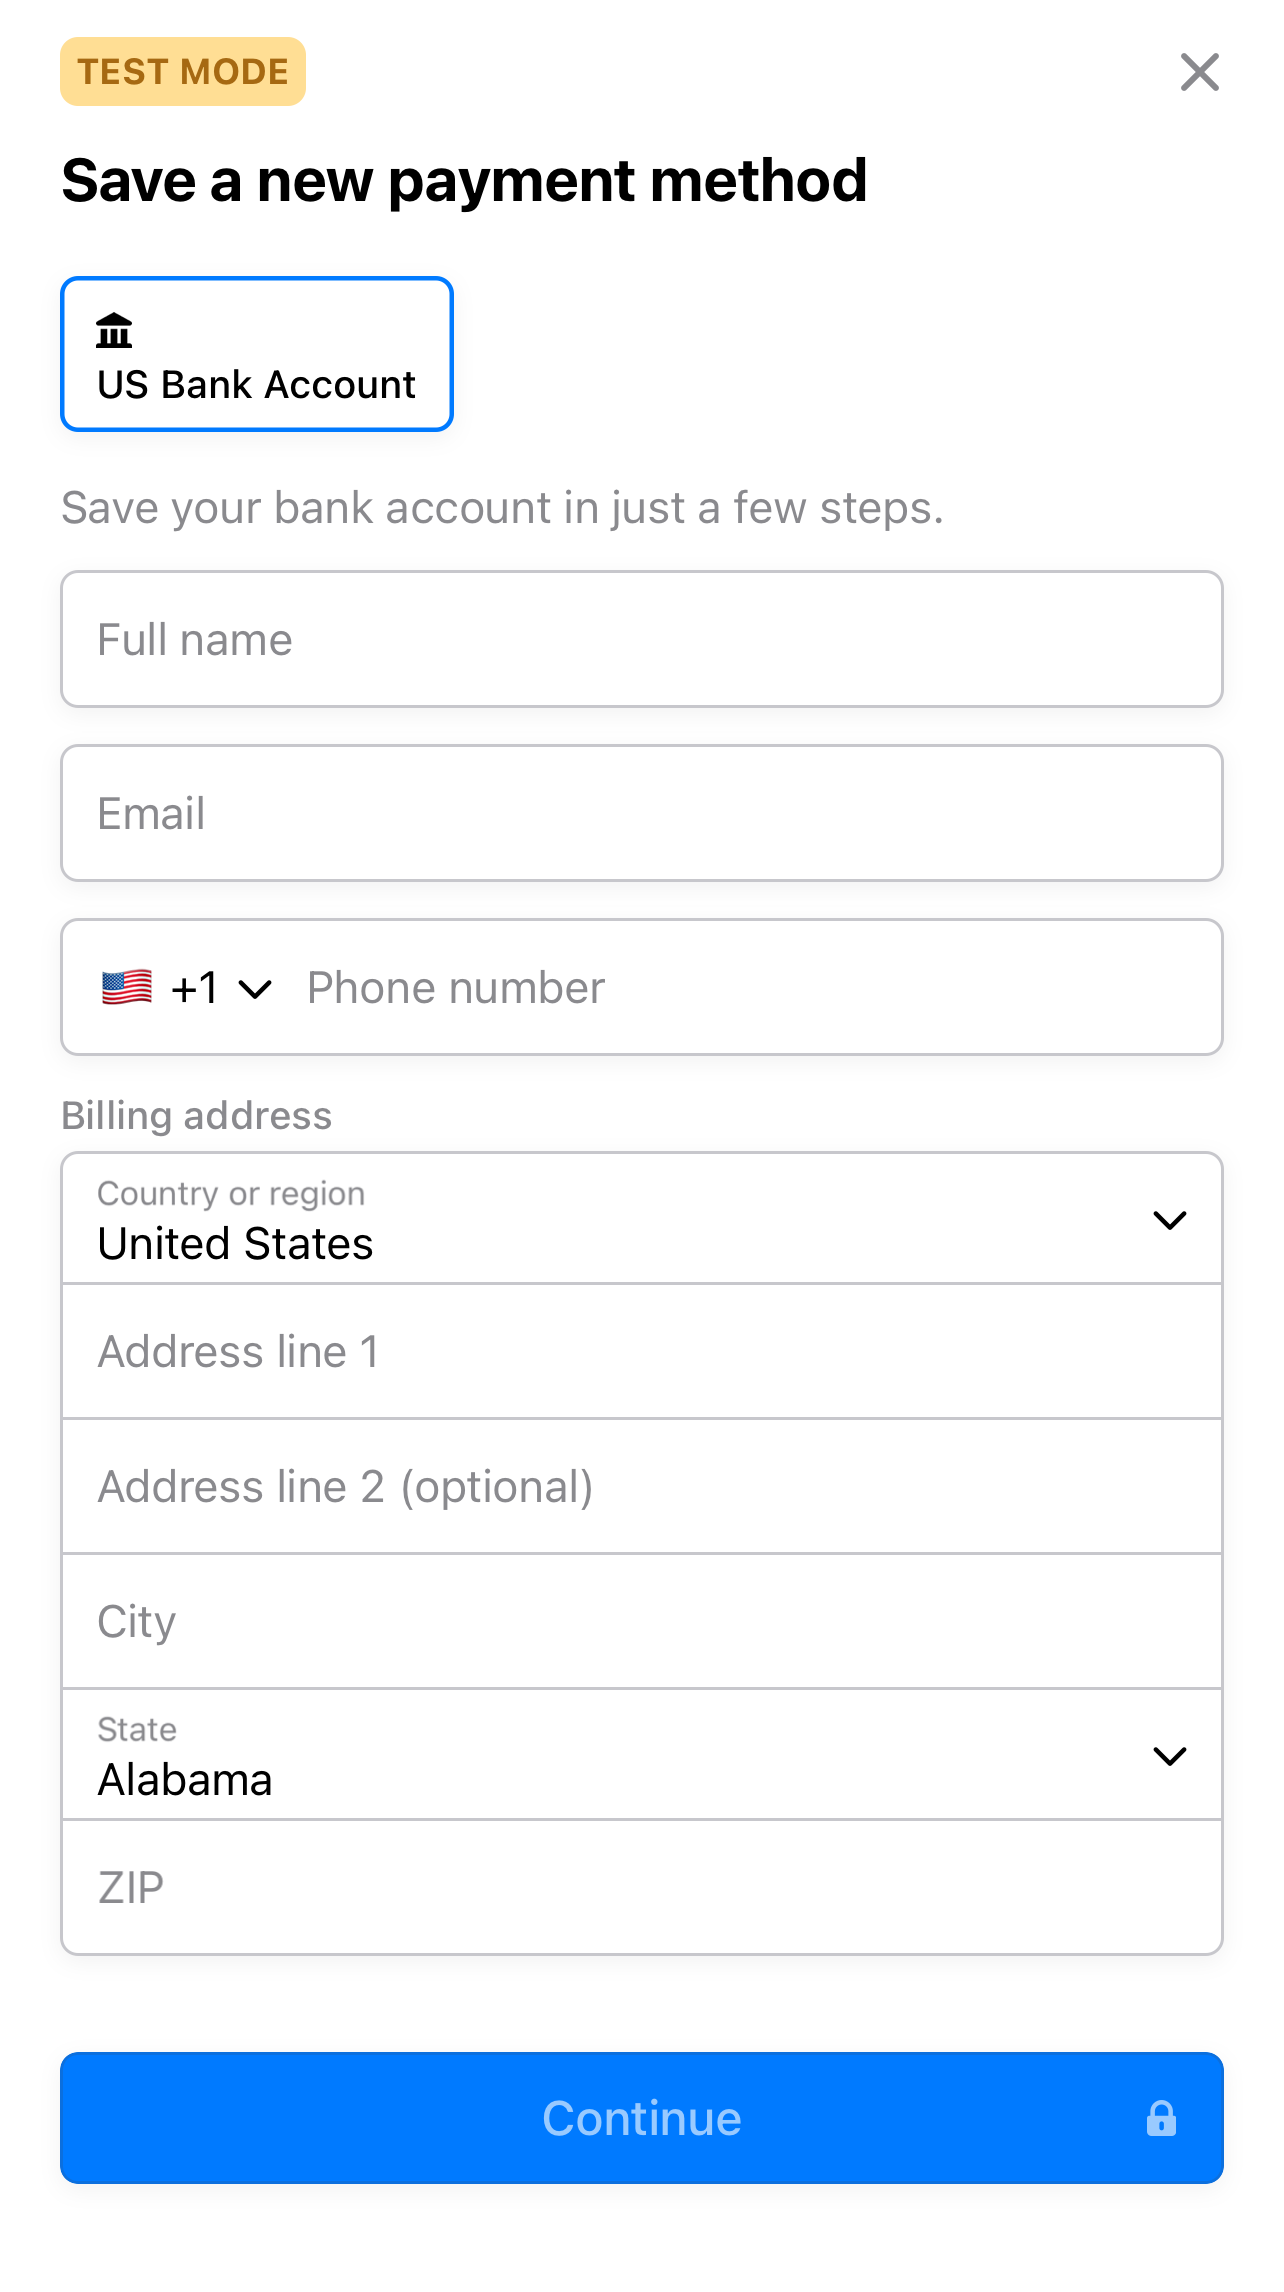 TEST MODE
Save a new payment method
US Bank Account
Save your bank account in just a few steps.
Full name
Email
+1 Phone number
Billing address
Country or region
United States
Address line 1
Address line 2 (optional)
City
State
Alabama
ZIP
Continue